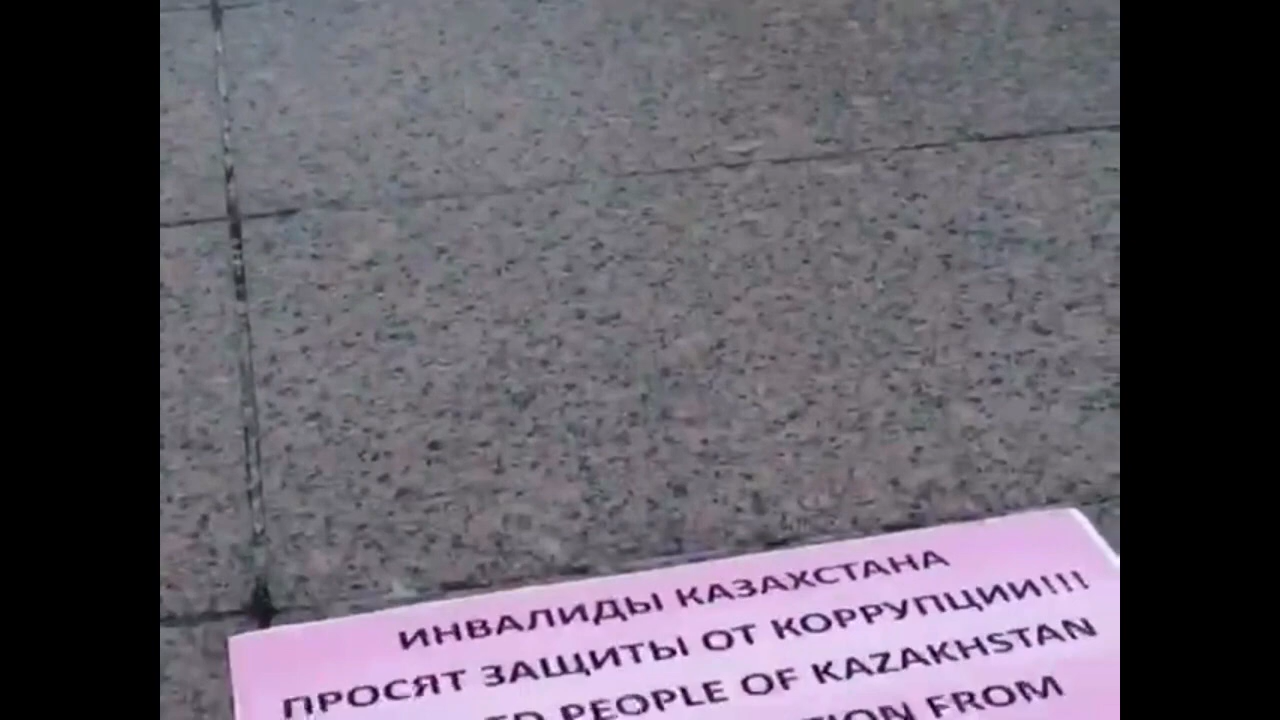 ИНВАЛИДЫ КАЗАХСТАНА
ПРОСЯТ ЗАЩИТЫ ОТ КОРРУПЦИИ!!!
PEOPLE OF KAZAKHSTAN
FROM